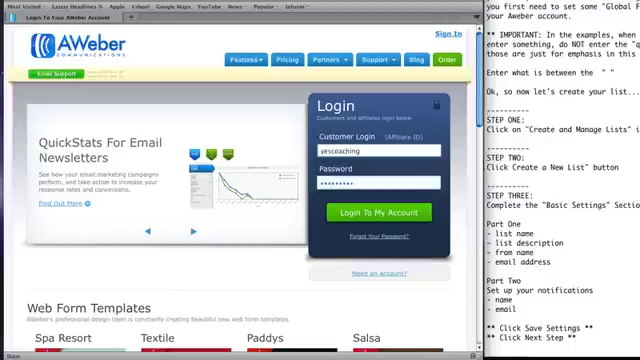 Most Visited Latest Headlines Apple Yahoo! Google Maps YouTube News Popular Infusier
Login To Your AWeber Account
AWeber
COMMUNICATIONS
Sign In
Features Pricing Partners Support Blog Order
Email Support
Login
Customers and affiliates login below
Customer Login (Affiliate ID)
yescoaching
Password
Login To My Account
Forgot Your Password?
Need an account?
QuickStats For Email
Newsletters
See how your email marketing campaigns
perform, and take action to increase your
response rates and conversions.
Find Out More
Web Form Templates
AWeber's professional design team is constantly creating beautiful new web form templates.
Spa Resort Textile Paddys Salsa
Done
you first need to set some "Global F
your Aweber account.
** IMPORTANT: In the examples, when
enter something, do NOT enter the "q
those are just for emphasis in this
Enter what is between the " "
Ok, so now let's create your list...
----------
STEP ONE:
Click on "Create and Manage Lists" i
----------
STEP TWO:
Click Create a New List" button
----------
STEP THREE:
Complete the "Basic Settings" Sectio
Part One
- list name
- list description
- from name
- email address
Part Two
Set up your notifications
- name
- email
** Click Save Settings **
** Click Next Step **